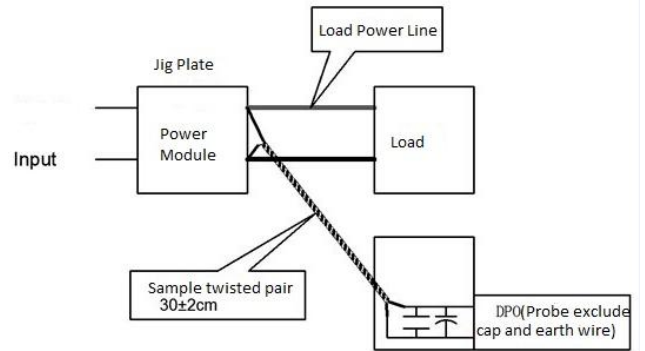 Load Power Line
Jig Plate
Power
Module
Load
Input
Sample twisted pair
30±2cm
DPO(Probe exclude
cap and earth wire)